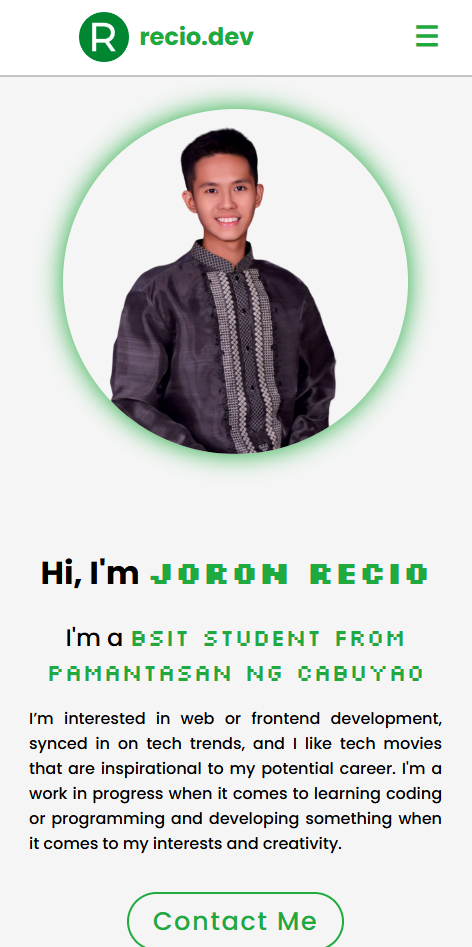 R recio.dev
Hi, I'm JORON RECIO
I'm a BSIT STUDENT FROM
PAMANTASAN NG CABUYAO
I'm interested in web or frontend development,
synced in on tech trends, and I like tech movies
that are inspirational to my potential career. I'm a
work in progress when it comes to learning coding
or programming and developing something when
it comes to my interests and creativity.
Contact Me